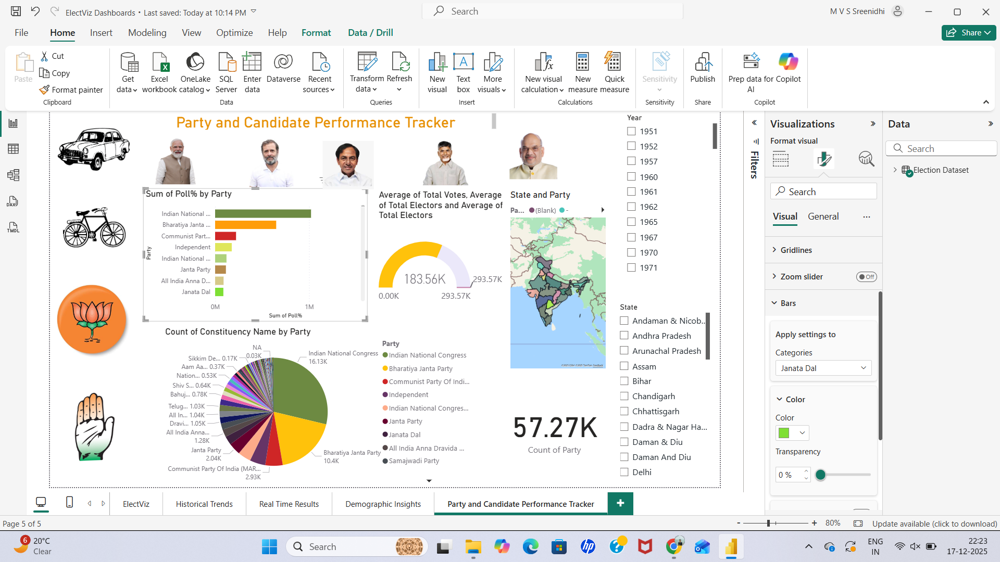 ElectViz Dashboards • Last saved: Today at 10:14 PM
Search
M V S Sreenidhi
File
Home
Insert
Modeling
View
Optimize
Help
Format
Data / Drill
Share
Paste
Cut
Copy
Format painter
Clipboard
Get data
Excel workbook
OneLake catalog
SQL Server
Enter data
Dataverse
Recent sources
Data
Transform data
Refresh
Queries
New visual
Text box
More visuals
Insert
New visual calculation
New measure
Quick measure
Calculations
Sensitivity
Sensitivity
Publish
Share
Prep data for AI
Copilot
Copilot
DAX
TMDL
Party and Candidate Performance Tracker
Sum of Poll% by Party
Party
Indian National ...
Bharatiya Janta ...
Communist Part...
Independent
Indian National ...
Janta Party
All India Anna D...
Janata Dal
0M
1M
Sum of Poll%
Average of Total Votes, Average
of Total Electors and Average of
Total Electors
183.56K
293.57K
0.00K
293.57K
State and Party
Pa...
(Blank)
-
©2025 OSM ©2025 TomTom Feedback
Count of Constituency Name by Party
NA
0.03K
Sikkim De... 0.17K
Aam Aa... 0.37K
Nation... 0.53K
Shiv S... 0.64K
Bahuj... 0.78K
Telug... 1.03K
All In... 1.04K
Dravi... 1.05K
All India Anna...
1.28K
Janta Party
2.04K
Communist Party Of India (MAR...
2.93K
Indian National Congress
16.13K
Bharatiya Janta Party
10.4K
Party
Indian National Congress
Bharatiya Janta Party
Communist Party Of Indi...
Independent
Indian National Congres...
Janta Party
Janata Dal
All India Anna Dravida ...
Samajwadi Party
57.27K
Count of Party
Year
1951
1952
1957
1960
1961
1962
1965
1967
1970
1971
State
Andaman & Nicob...
Andhra Pradesh
Arunachal Pradesh
Assam
Bihar
Chandigarh
Chhattisgarh
Dadra & Nagar Ha...
Daman & Diu
Daman And Diu
Delhi
Filters
Visualizations
Format visual
Search
Visual
General
...
Gridlines
Zoom slider
Off
Bars
Apply settings to
Categories
Janata Dal
Color
Color
Transparency
0 %
Data
Search
Election Dataset
ElectViz
Historical Trends
Real Time Results
Demographic Insights
Party and Candidate Performance Tracker
Page 5 of 5
- + 80%
Update available (click to download)
6
20°C
Clear
Search
hp
ENG
IN
22:23
17-12-2025